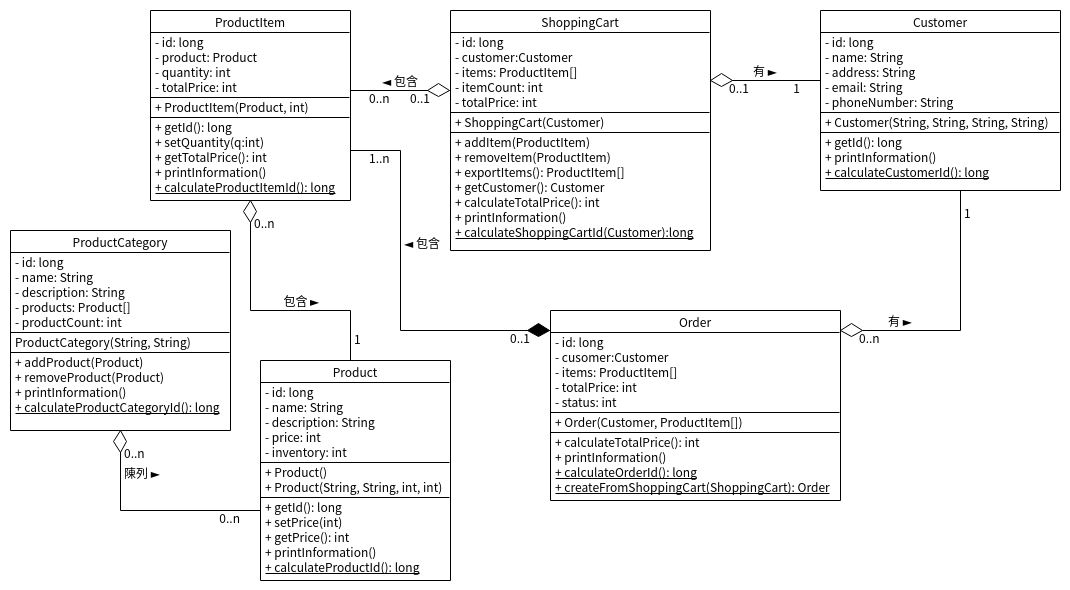 ProductItem
- id: long
- product: Product
- quantity: int
- totalPrice: int
+ ProductItem(Product, int)
+ getId(): long
+ setQuantity(q:int)
+ getTotalPrice(): int
+ printInformation()
+ calculateProductItemId(): long
ShoppingCart
- id: long
- customer:Customer
- items: ProductItem[]
- itemCount: int
- totalPrice: int
+ ShoppingCart(Customer)
+ addItem(ProductItem)
+ removeItem(ProductItem)
+ exportItems(): ProductItem[]
+ getCustomer(): Customer
+ calculateTotalPrice(): int
+ printInformation()
+ calculateShoppingCartId(Customer):long
Customer
- id: long
- name: String
- address: String
- email: String
- phoneNumber: String
+ Customer(String, String, String, String)
+ getId(): long
+ printInformation()
+ calculateCustomerId(): long
◄ 包含
0..n
0..1
有 ►
0..1
1
1..n
◄ 包含
0..1
1
有 ►
0..n
0..n
包含 ►
1
ProductCategory
- id: long
- name: String
- description: String
- products: Product[]
- productCount: int
ProductCategory(String, String)
+ addProduct(Product)
+ removeProduct(Product)
+ printInformation()
+ calculateProductCategoryId(): long
0..n
陳列 ►
0..n
Product
- id: long
- name: String
- description: String
- price: int
- inventory: int
+ Product()
+ Product(String, String, int, int)
+ getId(): long
+ setPrice(int)
+ getPrice(): int
+ printInformation()
+ calculateProductId(): long
Order
- id: long
- cusomer:Customer
- items: ProductItem[]
- totalPrice: int
- status: int
+ Order(Customer, ProductItem[])
+ calculateTotalPrice(): int
+ printInformation()
+ calculateOrderId(): long
+ createFromShoppingCart(ShoppingCart): Order